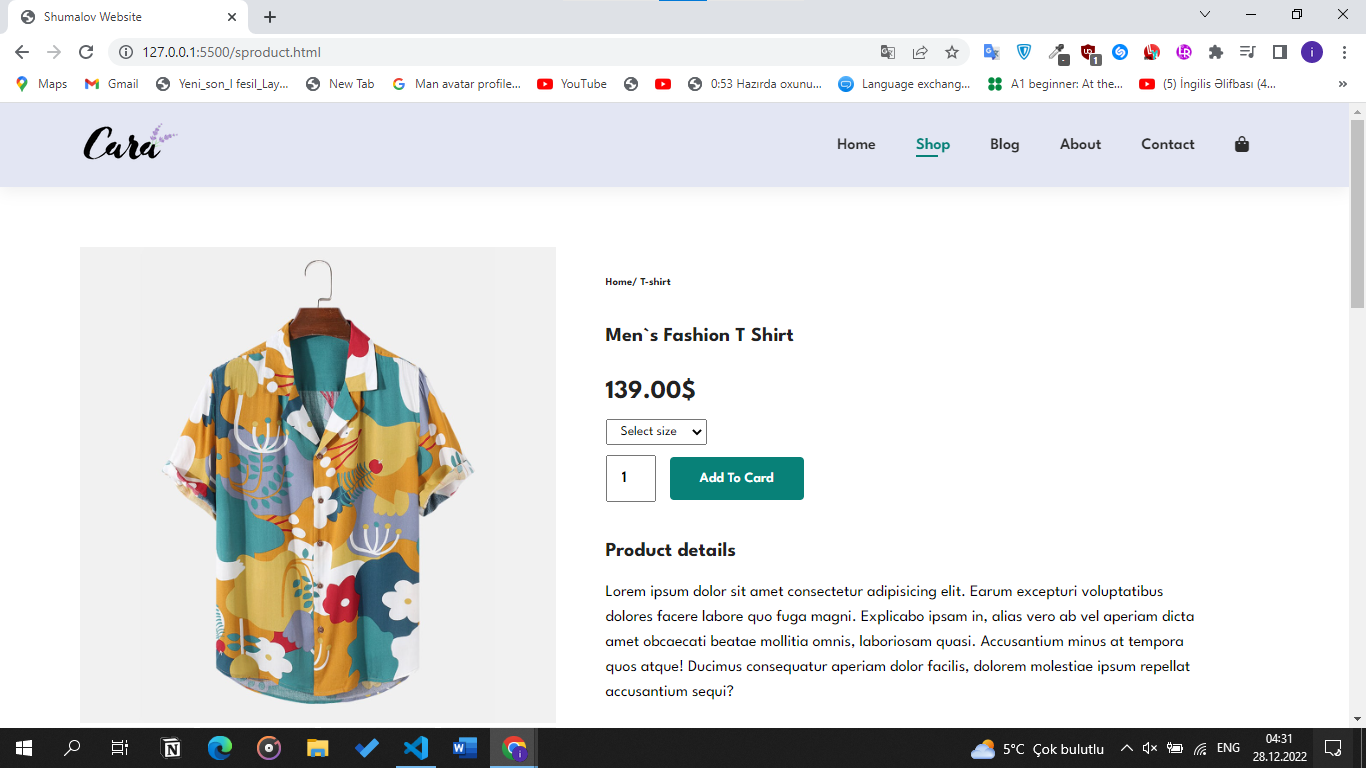 Shumalov Website
127.0.0.1:5500/sproduct.html
Maps Gmail Yeni_son_I fesil_Lay... New Tab Man avatar profile... YouTube 0:53 Hazırda oxunu... Language exchang... A1 beginner: At the... (5) İngilis Əlifbası (4...
Cara
Home Shop Blog About Contact
Home/ T-shirt
Men`s Fashion T Shirt
139.00$
Select size
1
Add To Card
Product details
Lorem ipsum dolor sit amet consectetur adipisicing elit. Earum excepturi voluptatibus
dolores facere labore quo fuga magni. Explicabo ipsam in, alias vero ab vel aperiam dicta
amet obcaecati beatae mollitia omnis, laboriosam quasi. Accusantium minus at tempora
quos atque! Ducimus consequatur aperiam dolor facilis, dolorem molestiae ipsum repellat
accusantium sequi?
5°C Çok bulutlu ENG 04:31
28.12.2022